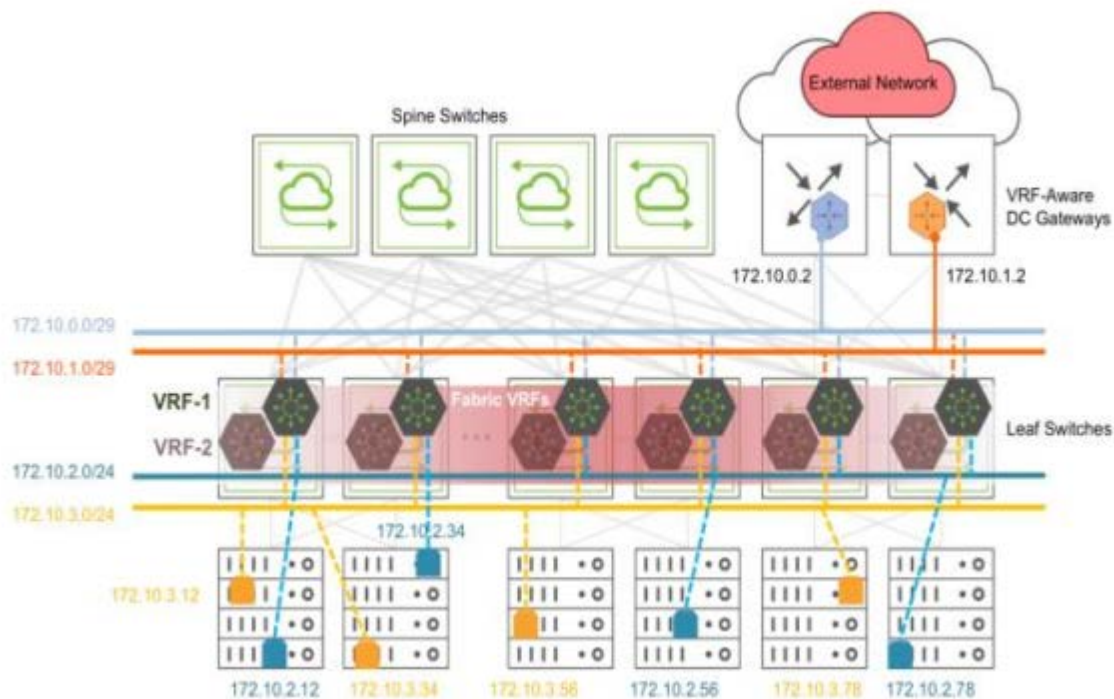 External Network
Spine Switches
VRF-Aware
DC Gateways
172.10.0.2
172.10.1.2
172.10.0.0/29
172.10.1.0/29
VRF-1
Fabric VRFs
VRF-2
Leaf Switches
172.10.2.0/24
172.10.3.0/24
172.10.2.34
172.10.3.12
172.10.2.12
172.10.3.34
172.10.3.56
172.10.2.56
172.10.3.78
172.10.2.78